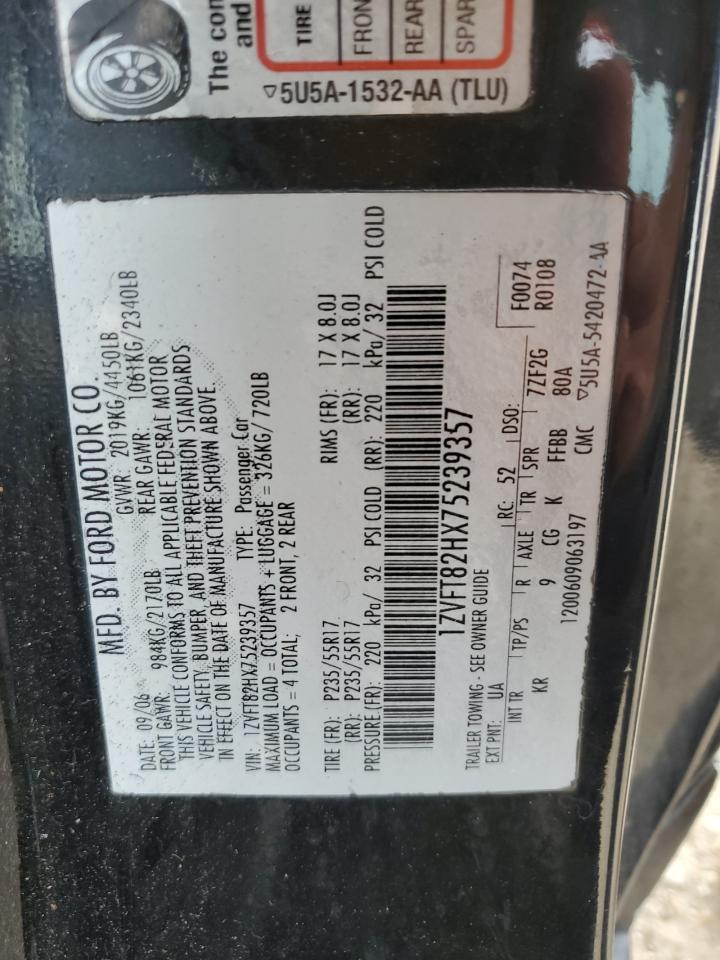 The con
and
TIRE
FRON
REAR
SPAR
▽5U5A-1532-AA (TLU)
MFD. BY FORD MOTOR CO.
DATE: 09/06 GVWR: 2019KG/4450LB
FRONT GAWR: 984KG/2170LB REAR GAWR: 1061KG/2340LB
THIS VEHICLE CONFORMS TO ALL APPLICABLE FEDERAL MOTOR
VEHICLE SAFETY, BUMPER, AND THEFT PREVENTION STANDARDS
IN EFFECT ON THE DATE OF MANUFACTURE SHOWN ABOVE.
VIN: 1ZVFT82HX75239357 TYPE: Passenger Car
MAXIMUM LOAD = OCCUPANTS + LUGGAGE = 326KG/720LB
OCCUPANTS = 4 TOTAL; 2 FRONT, 2 REAR
TIRE (FR): P235/55R17. RIMS (FR): 17 X 8.0J
(RR): P235/55R17. (RR): 17 X 8.0J
PRESSURE (FR): 220 kPa/ 32 PSI COLD (RR): 220 kPa/ 32 PSI COLD
1ZVFT82HX75239357
TRAILER TOWING - SEE OWNER GUIDE
EXT PNT: UA RC: 52 DSO: F0074
R0108
INT TR TP/PS R AXLE TR SPR 7ZF2G
KR 9 CG K FFBB 80A
1200609063197 CMC ▽5U5A-5420472-AA